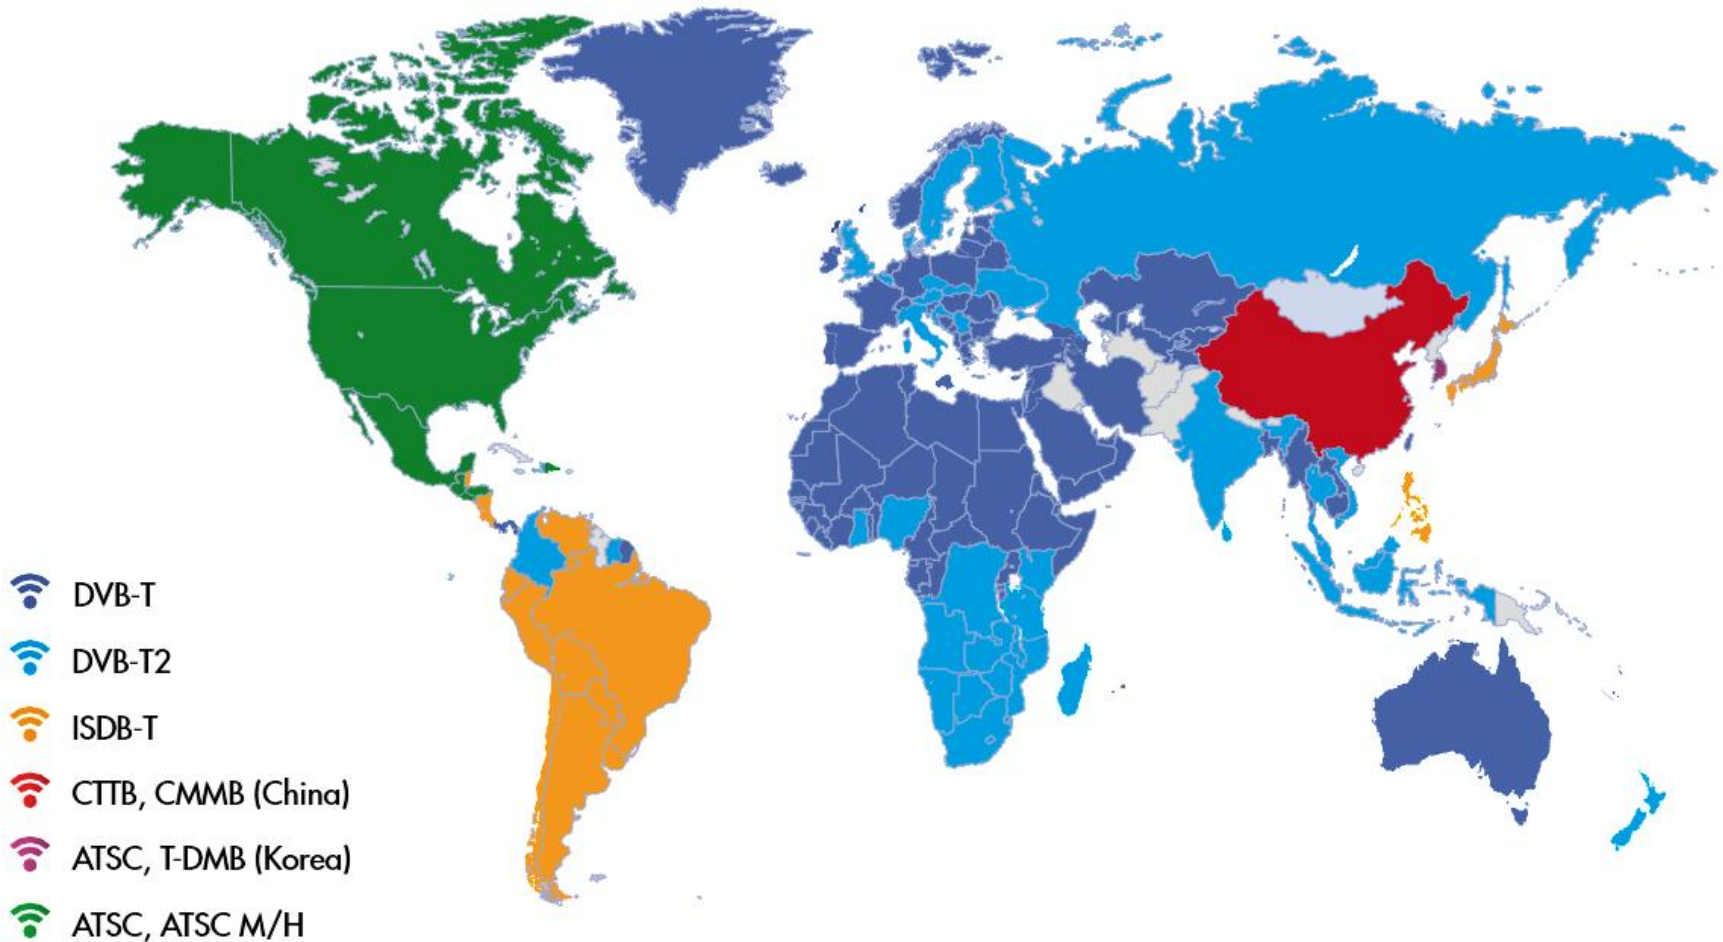 DVB-T
DVB-T2
ISDB-T
CTTB, CMMB (China)
ATSC, T-DMB (Korea)
ATSC, ATSC M/H